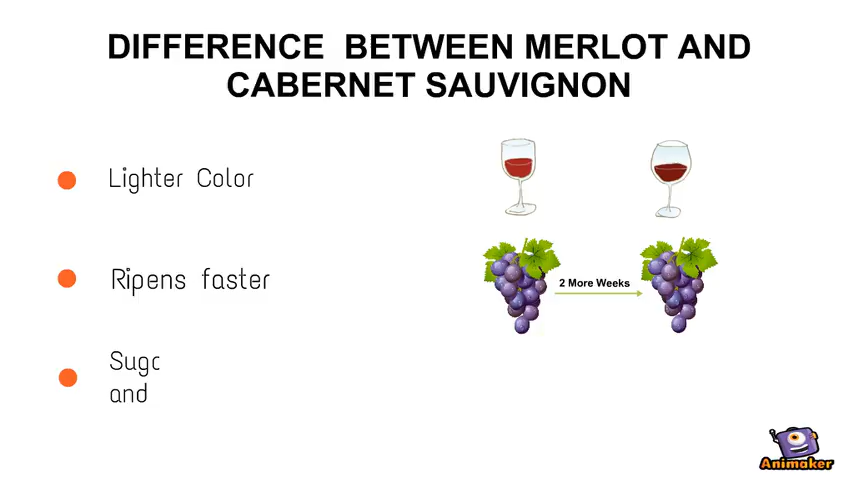 DIFFERENCE BETWEEN MERLOT AND
CABERNET SAUVIGNON
Lighter Color
Ripens faster
2 More Weeks
and
Animaker